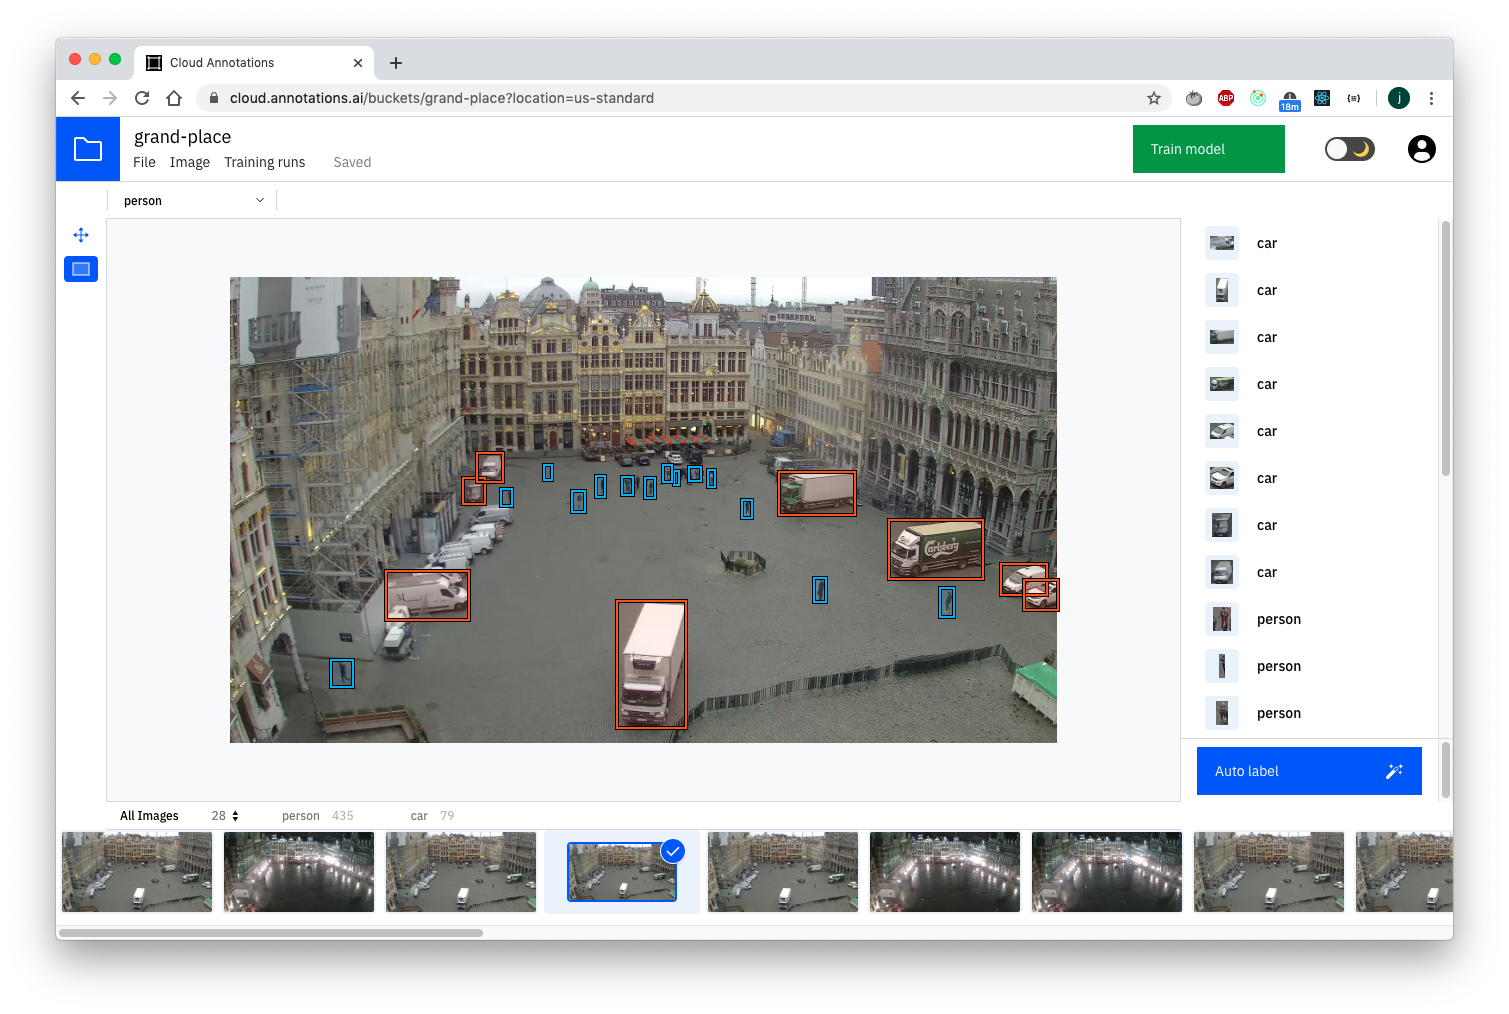 Cloud Annotations
cloud.annotations.ai/buckets/grand-place?location=us-standard
ABP
18m
{≡}
j
grand-place
File Image Training runs Saved
Train model
person
car
car
car
car
car
car
car
car
person
person
person
Carlsberg
M
Auto label
All Images 28 person 435 car 79